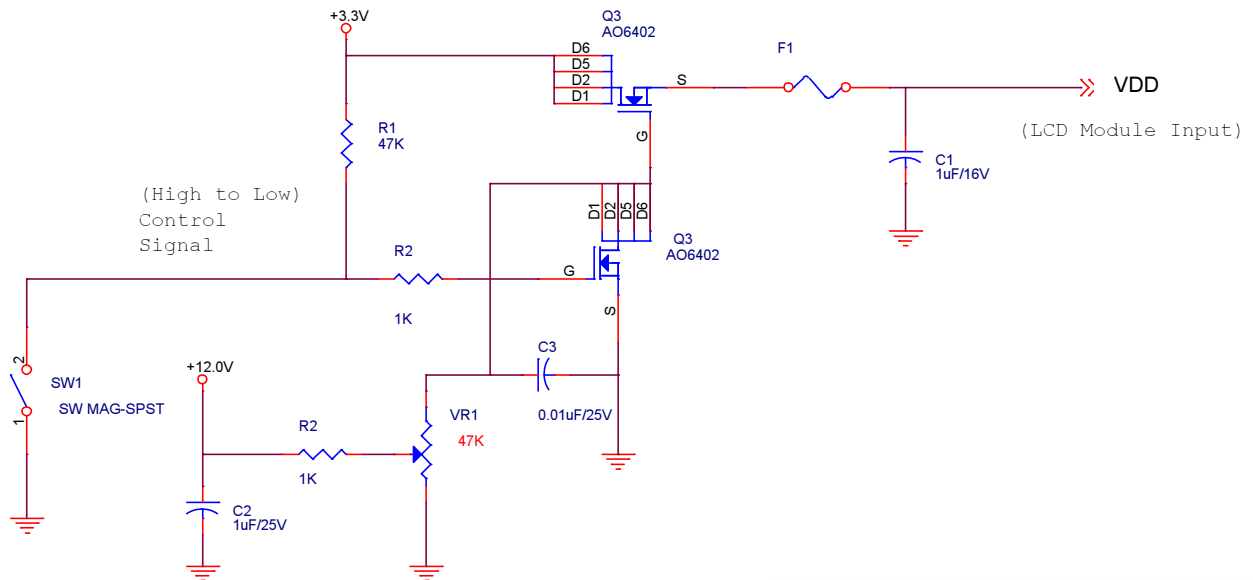 +3.3V
Q3
AO6402
D6
D5
D2
D1
S
G
F1
VDD
(LCD Module Input)
R1
47K
C1
1uF/16V
(High to Low)
Control
Signal
D1
D2
D5
D6
Q3
AO6402
R2
1K
G
S
2
1
SW1
SW MAG-SPST
+12.0V
C3
0.01uF/25V
R2
1K
VR1
47K
C2
1uF/25V